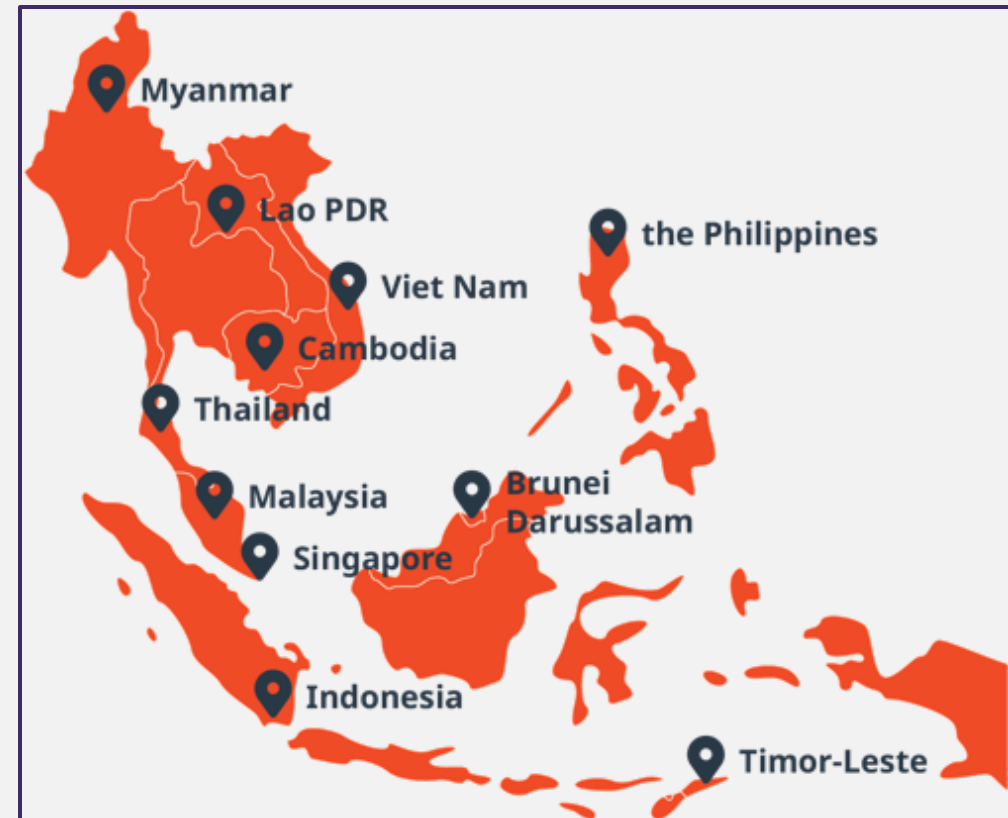 Myanmar
Lao PDR
the Philippines
Viet Nam
Cambodia
Thailand
Brunei
Darussalam
Malaysia
Singapore
Indonesia
Timor-Leste